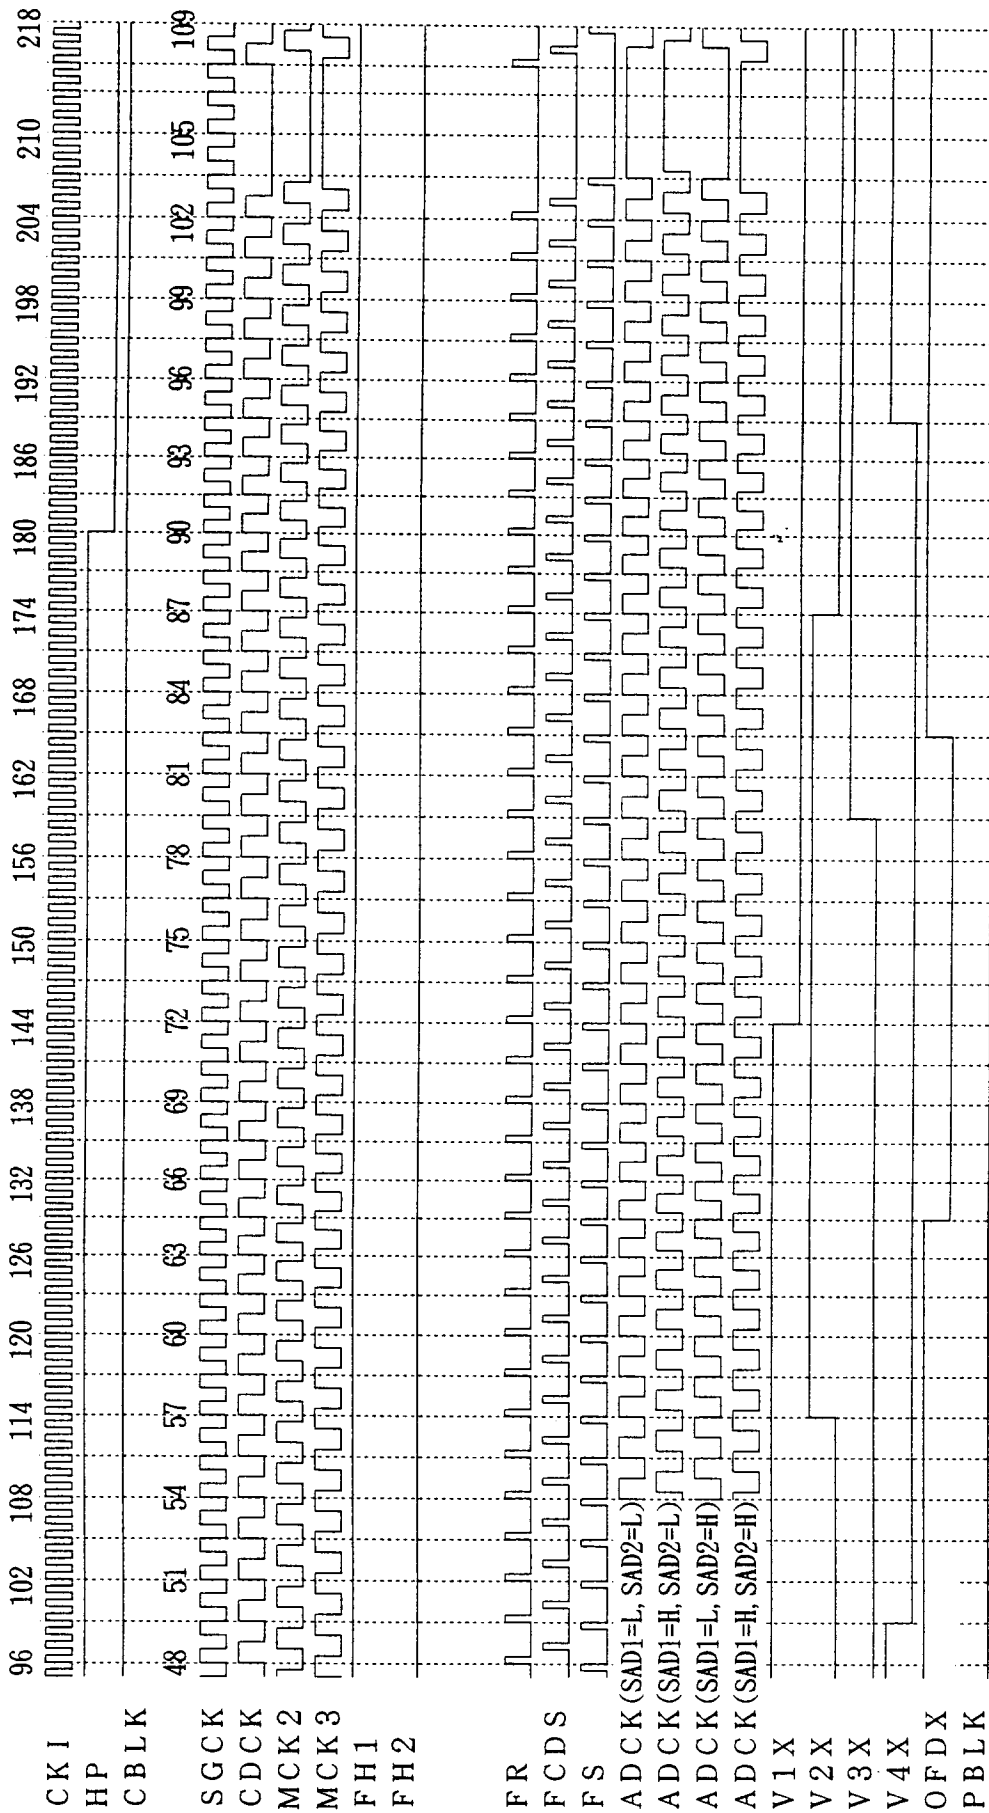 96 102 108 114 120 126 132 138 144 150 156 162 168 174 180 186 192 198 204 210 218
CKI
HP
CBLK
48 51 54 57 60 63 66 69 72 75 78 81 84 87 90 93 96 99 102 105 109
SGCK
CDCK
MCK2
MCK3
FH1
FH2
FR
FCDS
FS
ADCK(SAD1=L, SAD2=L)
ADCK(SAD1=H, SAD2=L)
ADCK(SAD1=L, SAD2=H)
ADCK(SAD1=H, SAD2=H)
V1X
V2X
V3X
V4X
OFDX
PBLK